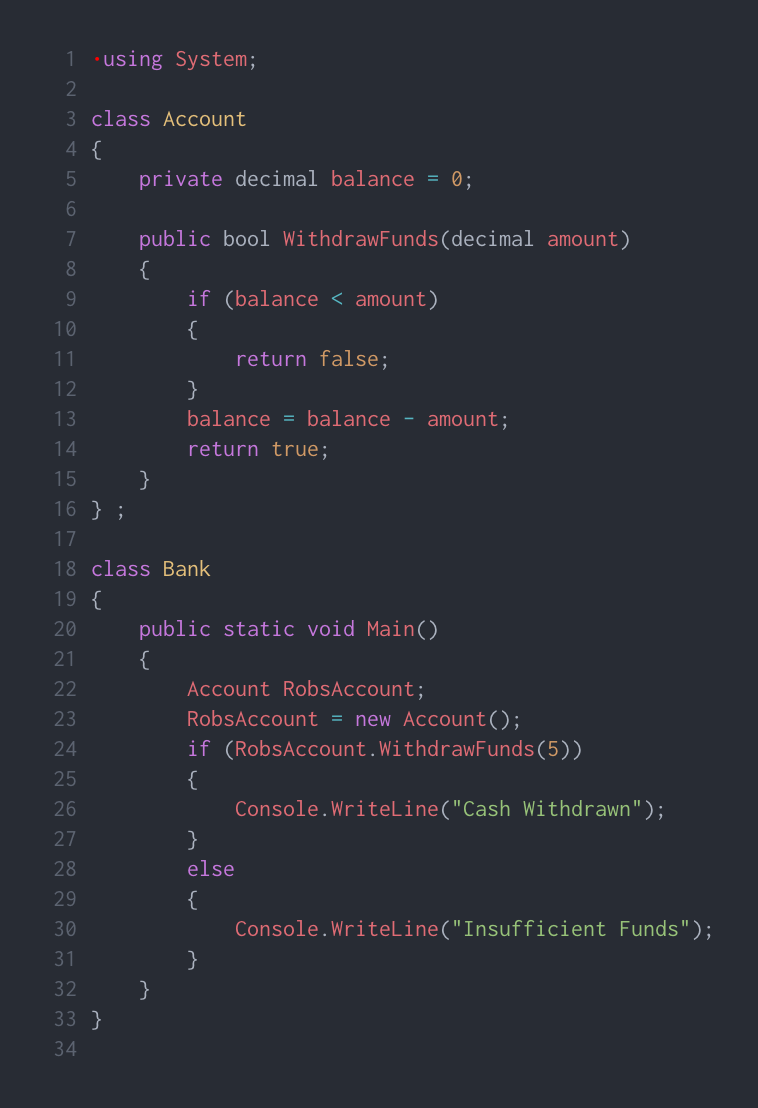 1 ·using System;
2
3 class Account
4 {
5     private decimal balance = 0;
6
7     public bool WithdrawFunds(decimal amount)
8     {
9         if (balance < amount)
10         {
11             return false;
12         }
13         balance = balance - amount;
14         return true;
15     }
16 } ;
17
18 class Bank
19 {
20     public static void Main()
21     {
22         Account RobsAccount;
23         RobsAccount = new Account();
24         if (RobsAccount.WithdrawFunds(5))
25         {
26             Console.WriteLine("Cash Withdrawn");
27         }
28         else
29         {
30             Console.WriteLine("Insufficient Funds");
31         }
32     }
33 }
34